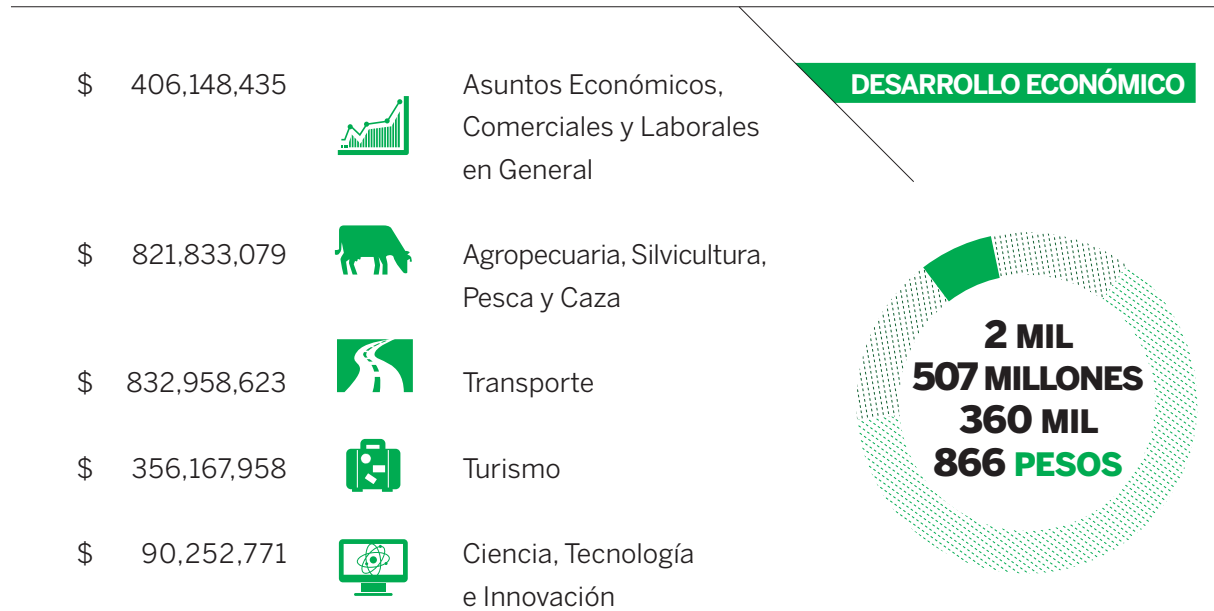 DESARROLLO ECONÓMICO
$ 406,148,435 Asuntos Económicos,
Comerciales y Laborales
en General
$ 821,833,079 Agropecuaria, Silvicultura,
Pesca y Caza
$ 832,958,623 Transporte
$ 356,167,958 Turismo
$ 90,252,771 Ciencia, Tecnología
e Innovación
2 MIL
507 MILLONES
360 MIL
866 PESOS